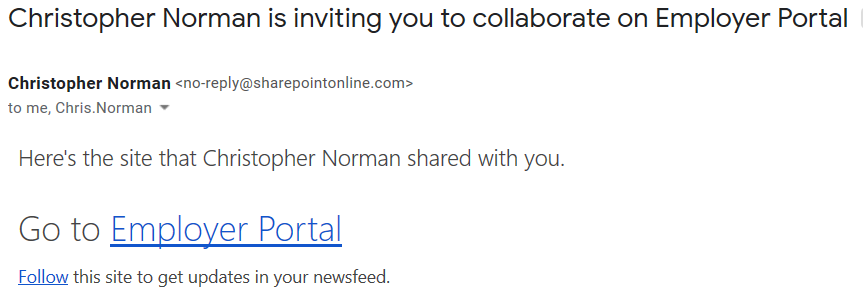 Christopher Norman is inviting you to collaborate on Employer Portal
Christopher Norman <no-reply@sharepointonline.com>
to me, Chris.Norman
Here's the site that Christopher Norman shared with you.
Go to Employer Portal
Follow this site to get updates in your newsfeed.